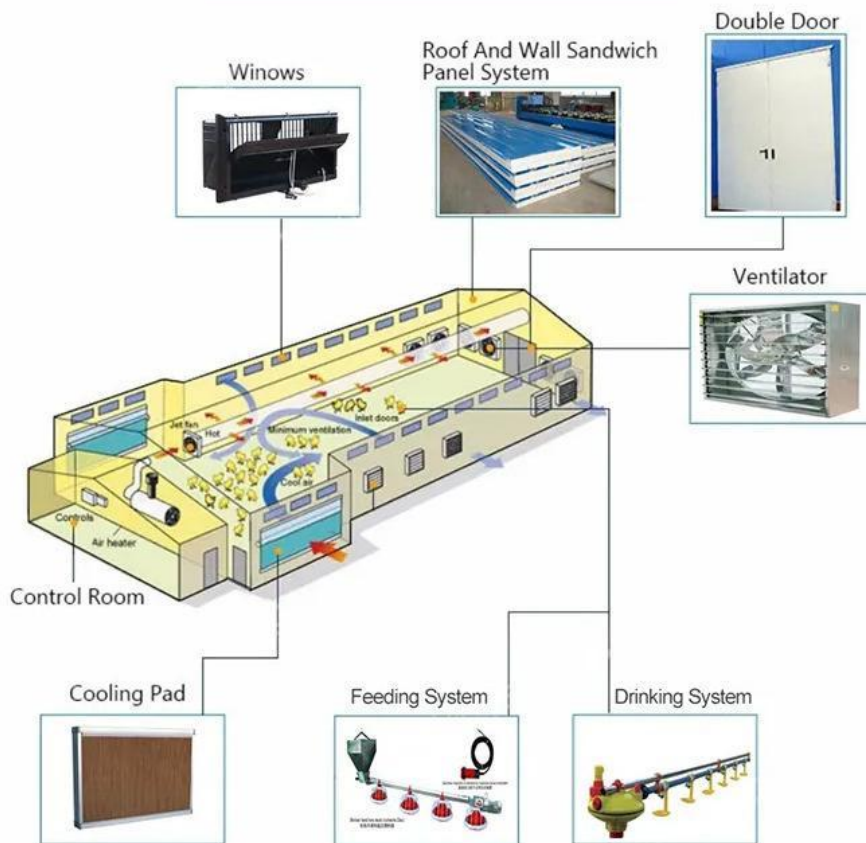 Double Door
Roof And Wall Sandwich
Panel System
Winows
Ventilator
Jet fan
Hot
Inlet doors
Minimum ventilation
Cool air
Controls
Air heater
Control Room
Cooling Pad
Feeding System
Drinking System